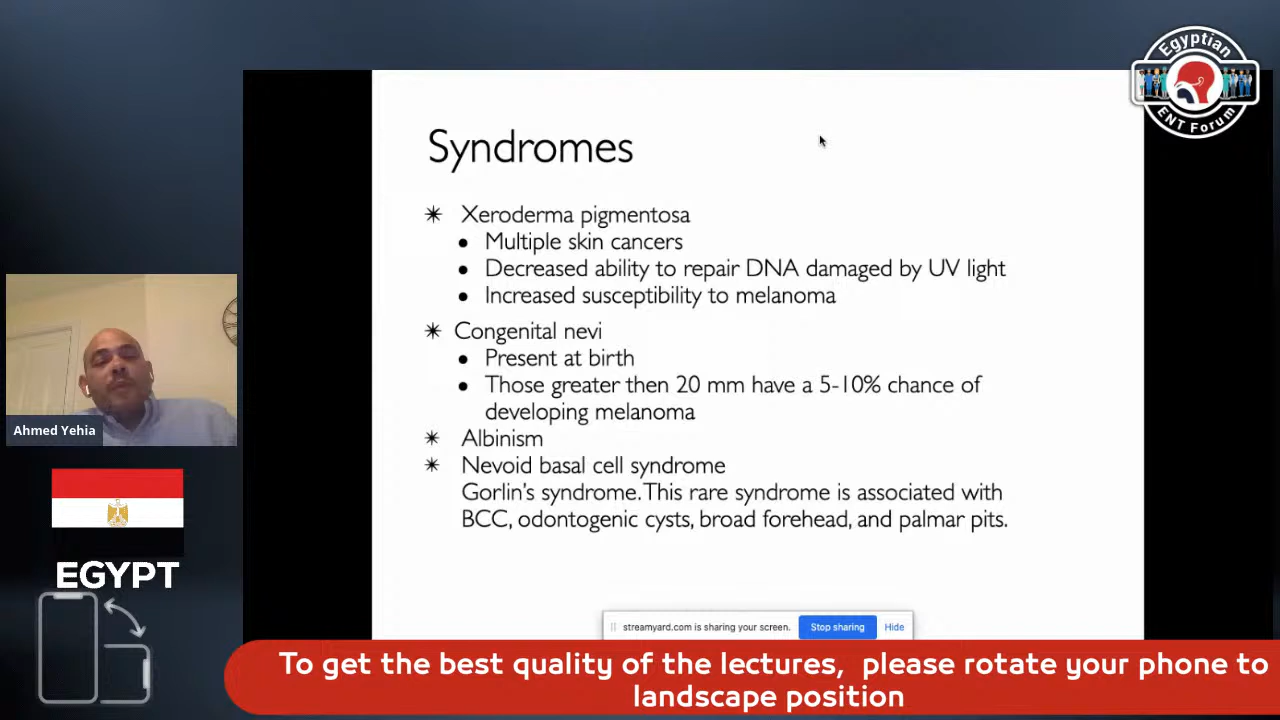 Egyptian
ENT Forum
Syndromes
Xeroderma pigmentosa
Multiple skin cancers
Decreased ability to repair DNA damaged by UV light
Increased susceptibility to melanoma
Congenital nevi
Present at birth
Those greater then 20 mm have a 5-10% chance of
developing melanoma
Albinism
Nevoid basal cell syndrome
Gorlin's syndrome. This rare syndrome is associated with
BCC, odontogenic cysts, broad forehead, and palmar pits.
Ahmed Yehia
EGYPT
streamyard.com is sharing your screen.
Stop sharing
Hide
To get the best quality of the lectures, please rotate your phone to
landscape position